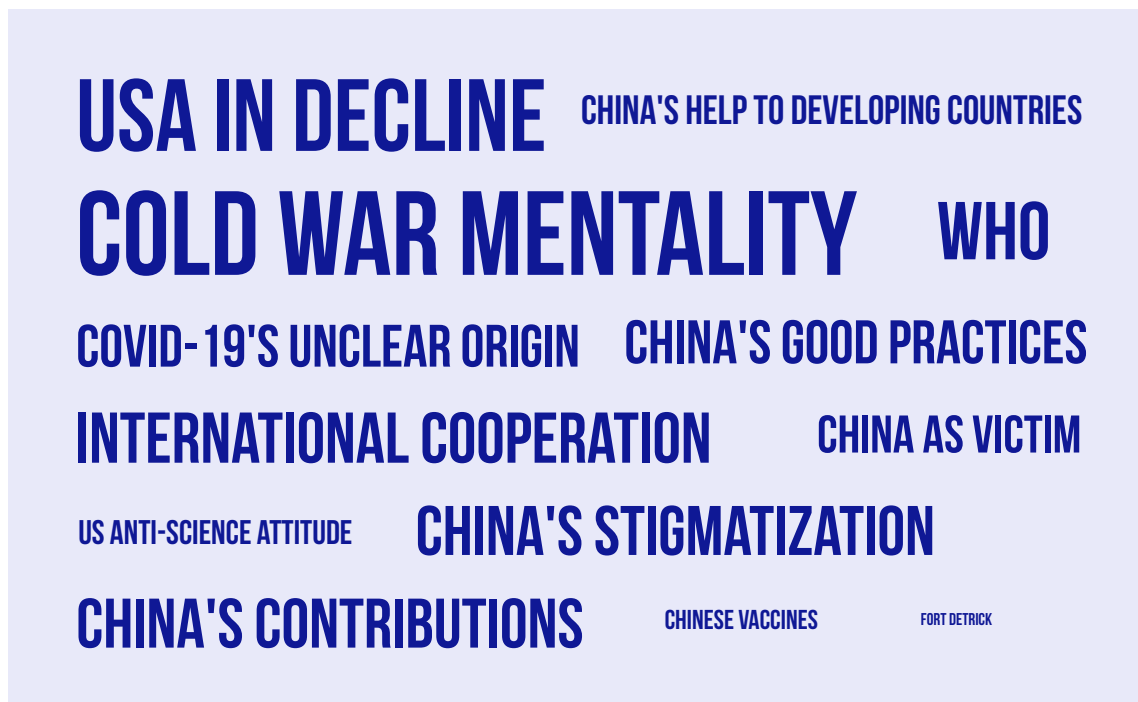 USA IN DECLINE
CHINA'S HELP TO DEVELOPING COUNTRIES
COLD WAR MENTALITY
WHO
COVID-19'S UNCLEAR ORIGIN
CHINA'S GOOD PRACTICES
INTERNATIONAL COOPERATION
CHINA AS VICTIM
US ANTI-SCIENCE ATTITUDE
CHINA'S STIGMATIZATION
CHINA'S CONTRIBUTIONS
CHINESE VACCINES
FORT DETRICK